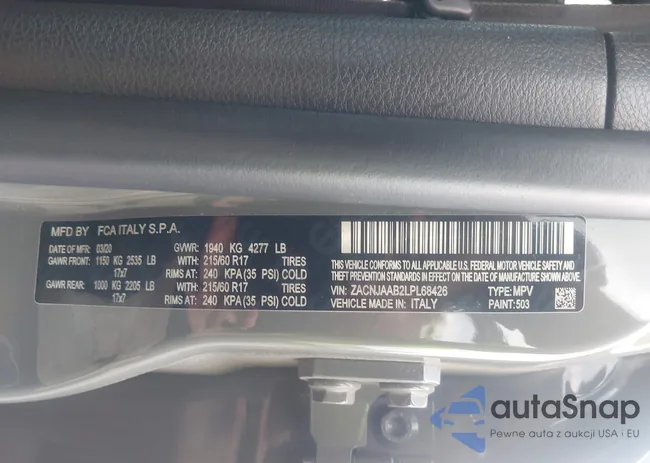 MFD BY FCA ITALY S.P.A.
DATE OF MFR: 03/20 GVWR: 1940 KG 4277 LB
GAWR FRONT: 1150 KG 2535 LB WITH: 215/60 R17 TIRES
17x7 RIMS AT: 240 KPA (35 PSI) COLD
GAWR REAR: 1000 KG 2205 LB WITH: 215/60 R17 TIRES
17x7 RIMS AT: 240 KPA (35 PSI) COLD
THIS VEHICLE CONFORMS TO ALL APPLICABLE U.S. FEDERAL MOTOR VEHICLE SAFETY AND
THEFT PREVENTION STANDARDS IN EFFECT ON THE DATE OF MANUFACTURE SHOWN ABOVE
VIN: ZACNJAAB2LPL68426 TYPE: MPV
VEHICLE MADE IN: ITALY PAINT: 503
autaSnap
Pewne auta z aukcji USA i EU